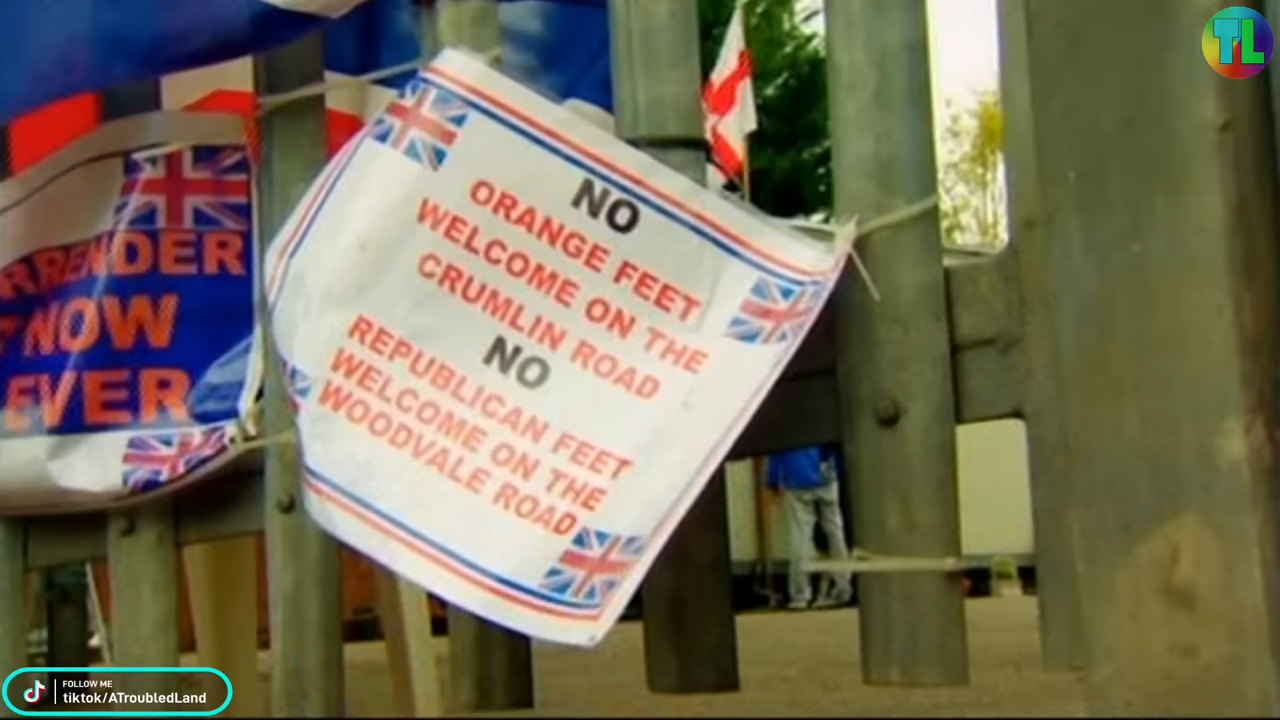 TL
RRENDER
NOW
EVER
NO
ORANGE FEET
WELCOME ON THE
CRUMLIN ROAD
NO
REPUBLICAN FEET
WELCOME ON THE
WOODVALE ROAD
FOLLOW ME
tiktok/ATroubledLand